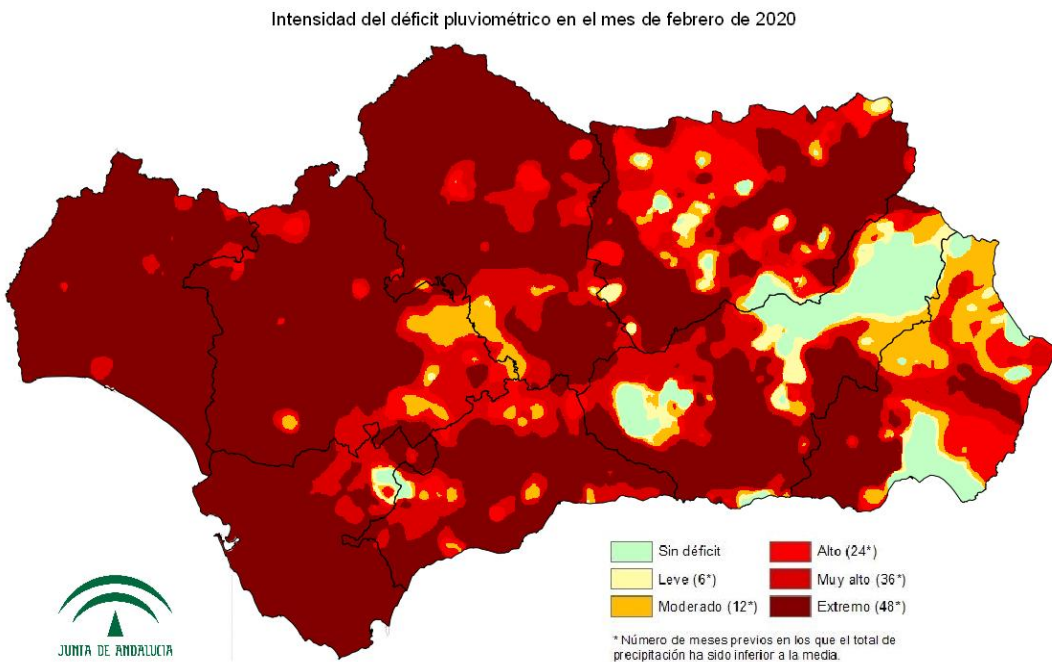 Intensidad del déficit pluviométrico en el mes de febrero de 2020
Sin déficit
Leve (6*)
Moderado (12*)
Alto (24*)
Muy alto (36*)
Extremo (48*)
* Número de meses previos en los que el total de
precipitación ha sido inferior a la media.
JUNTA DE ANDALUCIA